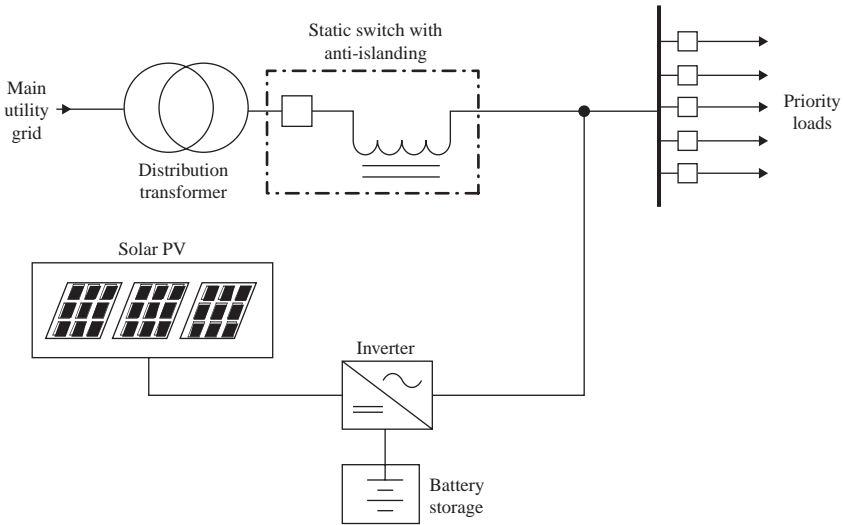 Static switch with
anti-islanding
Main
utility
grid
Distribution
transformer
Priority
loads
Solar PV
Inverter
Battery
storage